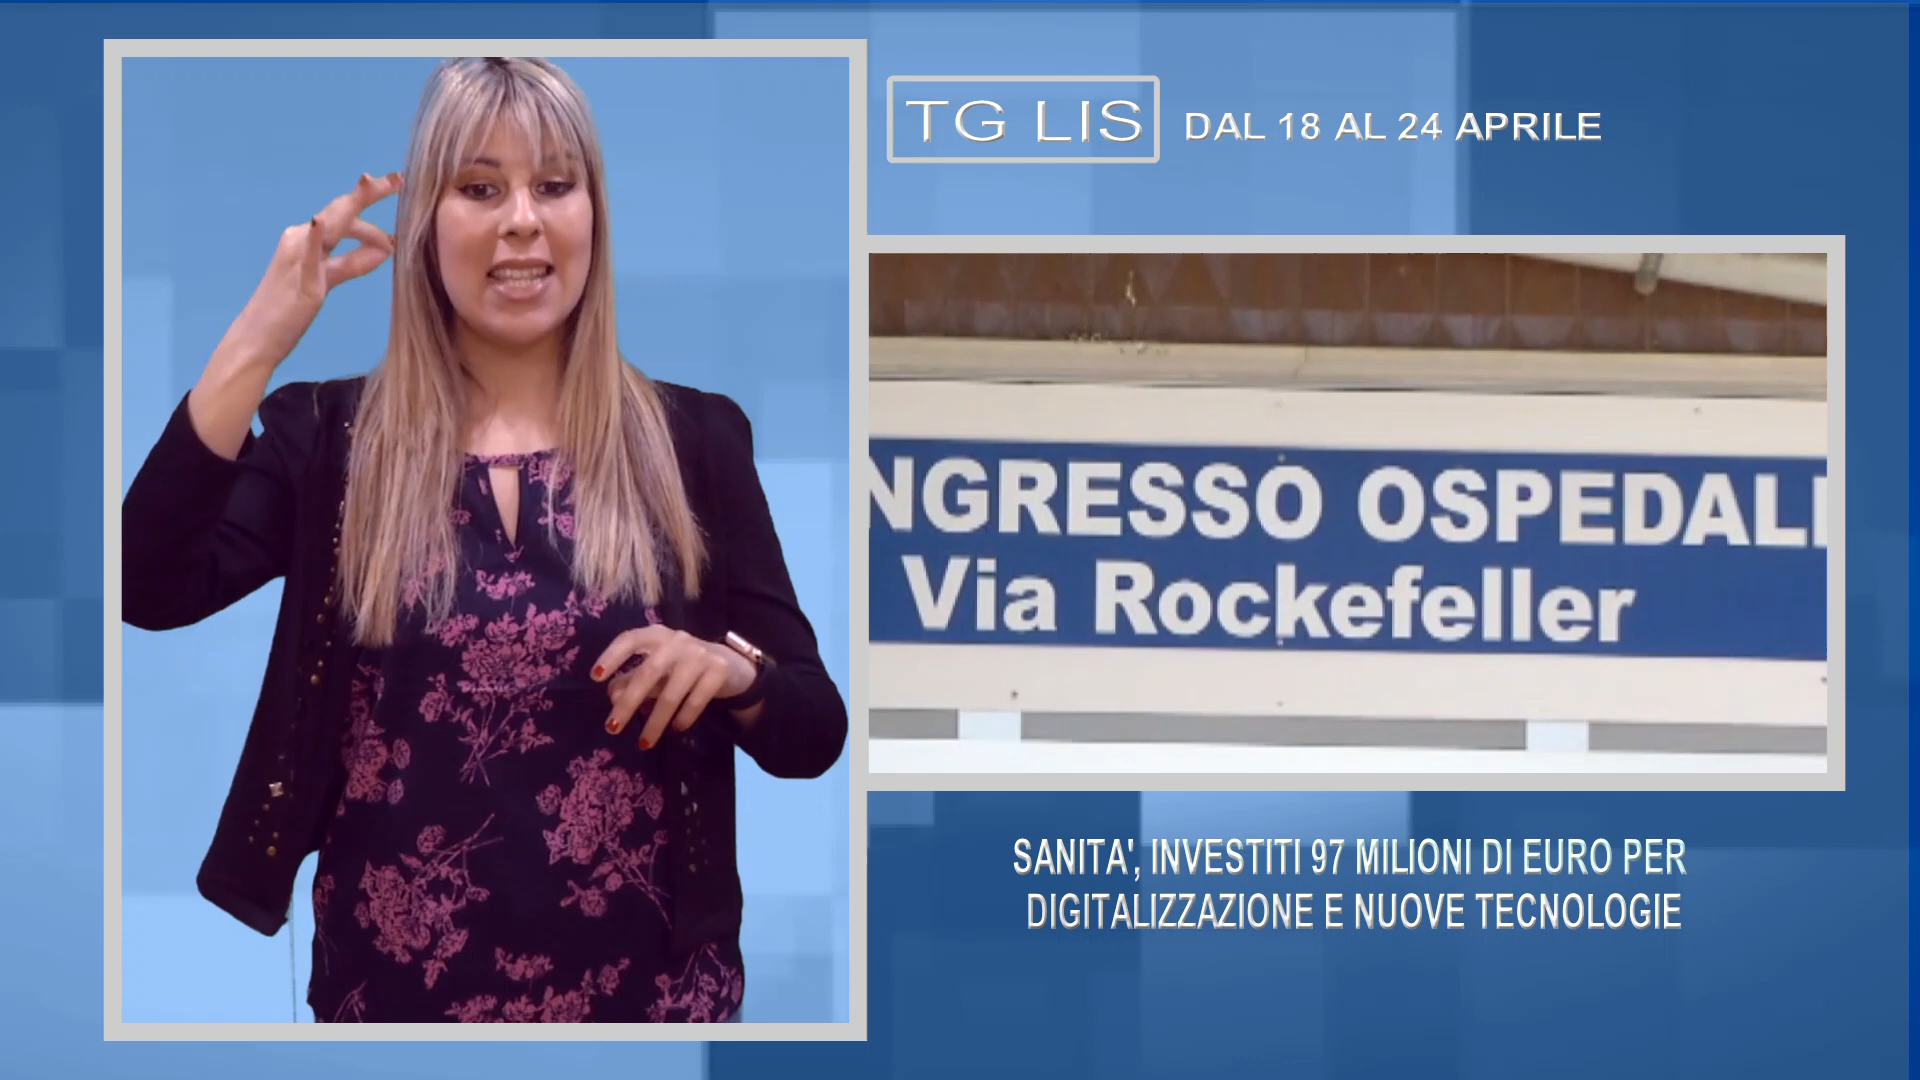 TG LIS DAL 18 AL 24 APRILE
NGRESSO OSPEDAL
Via Rockefeller
SANITA', INVESTITI 97 MILIONI DI EURO PER
DIGITALIZZAZIONE E NUOVE TECNOLOGIE